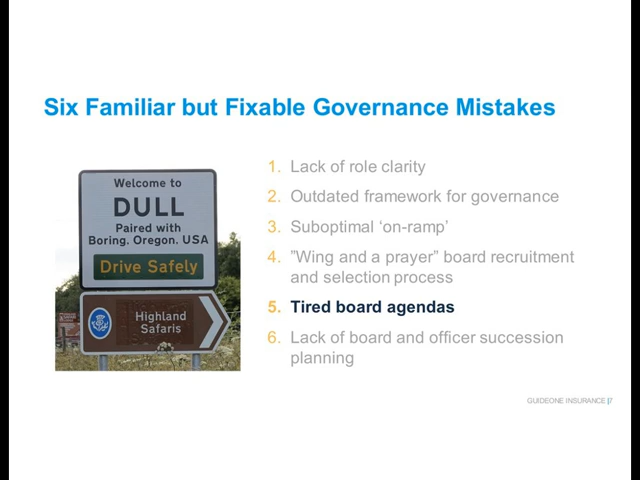 Six Familiar but Fixable Governance Mistakes
Welcome to
DULL
Paired with
Boring, Oregon, USA
Drive Safely
Highland
Safaris
1. Lack of role clarity
2. Outdated framework for governance
3. Suboptimal ‘on-ramp’
4. ”Wing and a prayer” board recruitment
and selection process
5. Tired board agendas
6. Lack of board and officer succession
planning
GUIDEONE INSURANCE |7